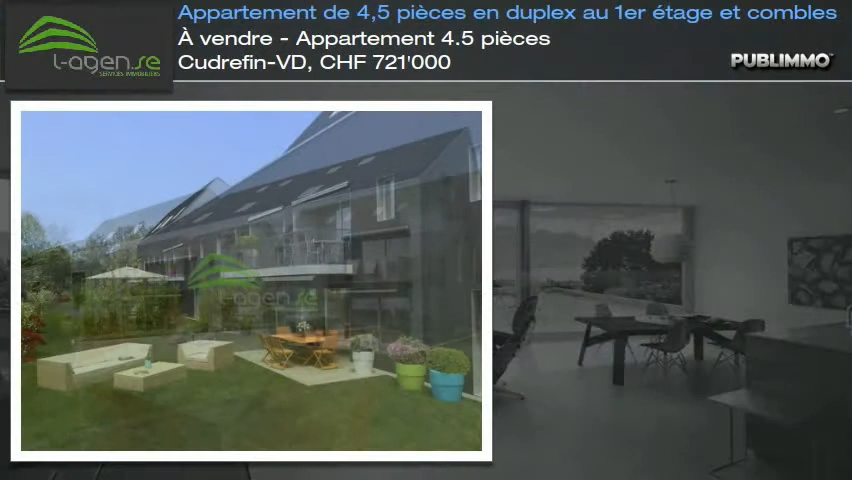 Appartement de 4,5 pièces en duplex au 1er étage et combles
À vendre - Appartement 4.5 pièces
Cudrefin-VD, CHF 721'000
l-agen.se
SERVICES IMMOBILIERS
PUBLIMMO
l-agen.se